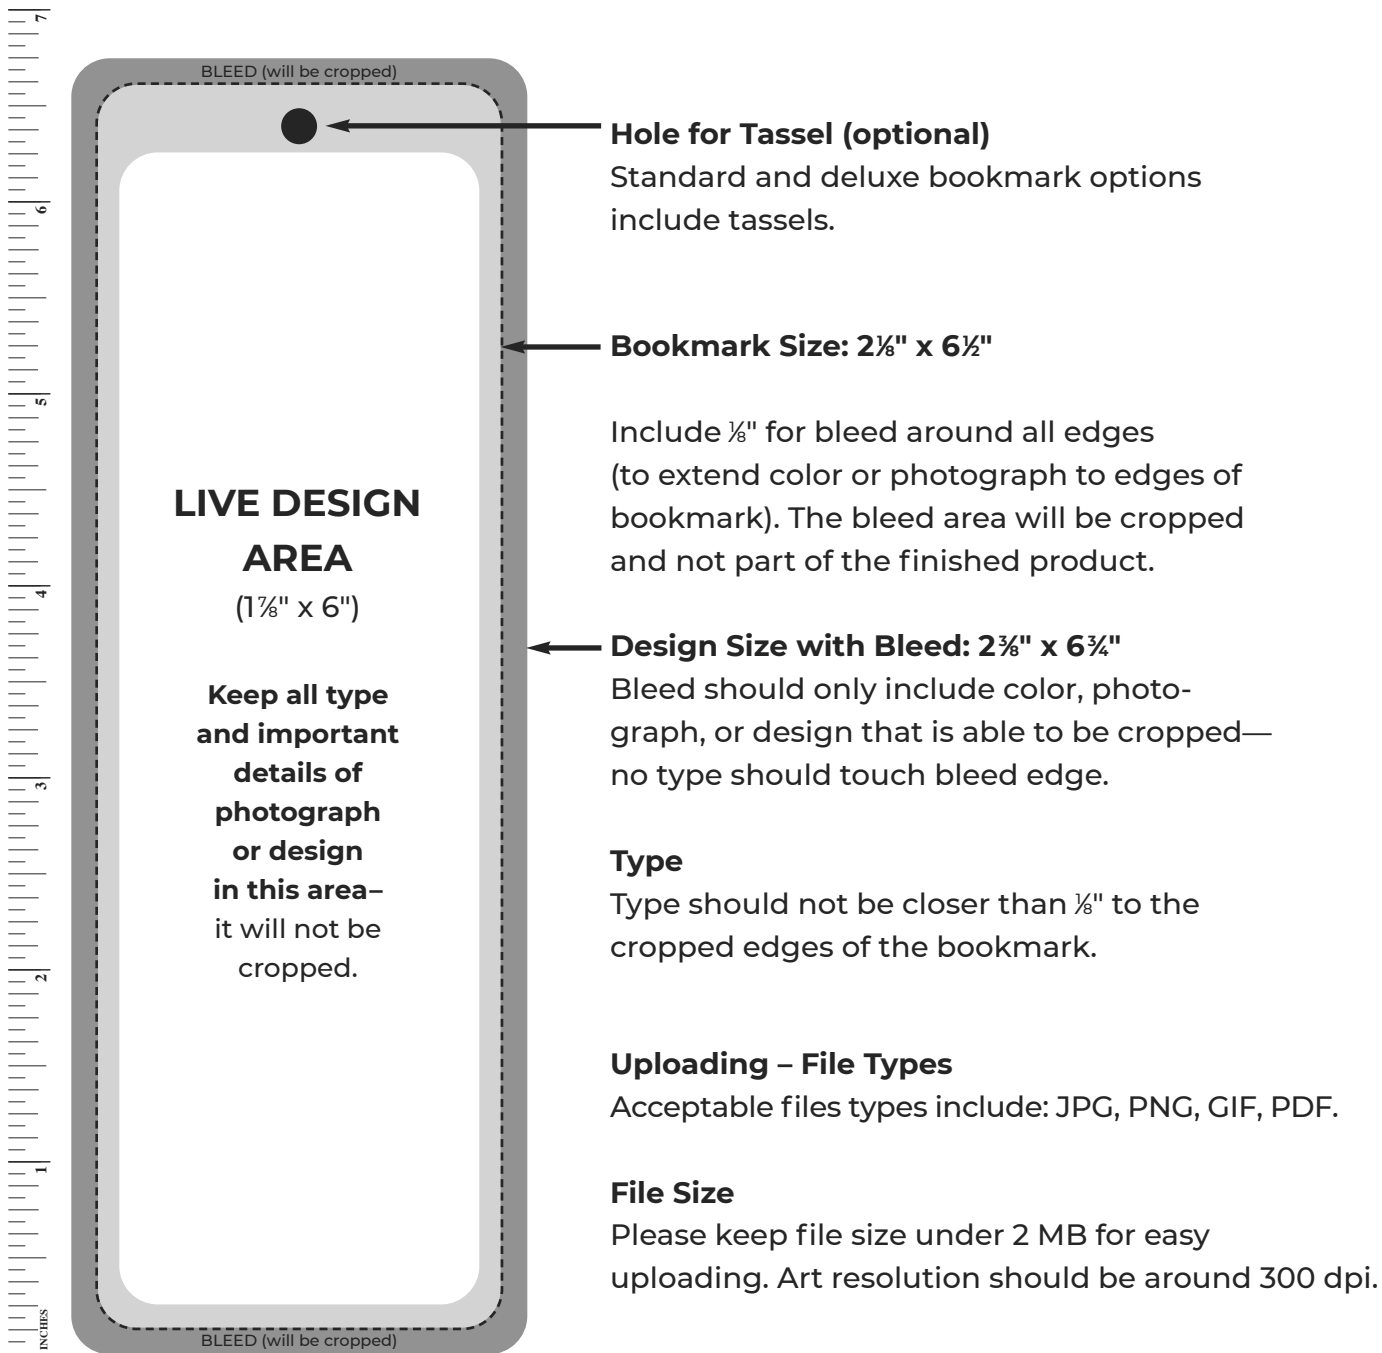 7
6
5
4
3
2
1
INCHES
BLEED (will be cropped)
LIVE DESIGN
AREA
(1⅞" x 6")
Keep all type
and important
details of
photograph
or design
in this area–
it will not be
cropped.
BLEED (will be cropped)
Hole for Tassel (optional)
Standard and deluxe bookmark options
include tassels.
Bookmark Size: 2⅛" x 6½"
Include ⅛" for bleed around all edges
(to extend color or photograph to edges of
bookmark). The bleed area will be cropped
and not part of the finished product.
Design Size with Bleed: 2⅜" x 6¾"
Bleed should only include color, photo-
graph, or design that is able to be cropped—
no type should touch bleed edge.
Type
Type should not be closer than ⅛" to the
cropped edges of the bookmark.
Uploading – File Types
Acceptable files types include: JPG, PNG, GIF, PDF.
File Size
Please keep file size under 2 MB for easy
uploading. Art resolution should be around 300 dpi.